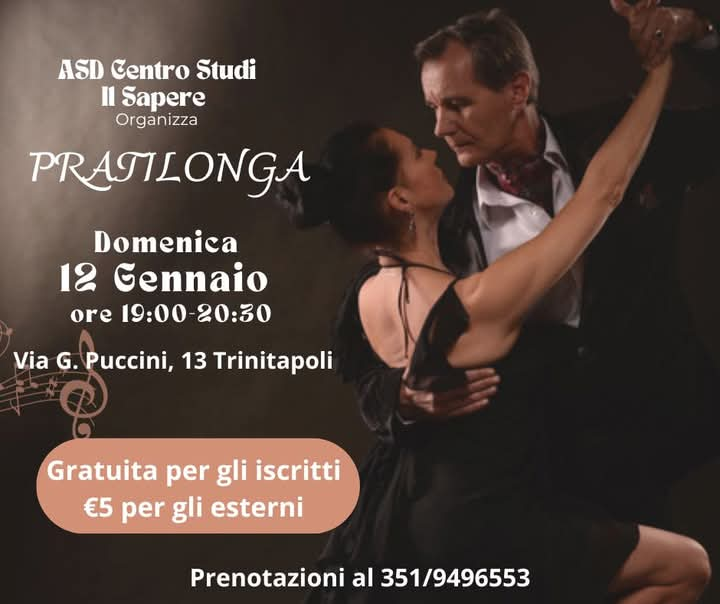 ASD Centro Studi
Il Sapere
Organizza
PRATILONGA
Domenica
12 Gennaio
ore 19:00-20:30
Via G. Puccini, 13 Trinitapoli
Gratuita per gli iscritti
€5 per gli esterni
Prenotazioni al 351/9496553